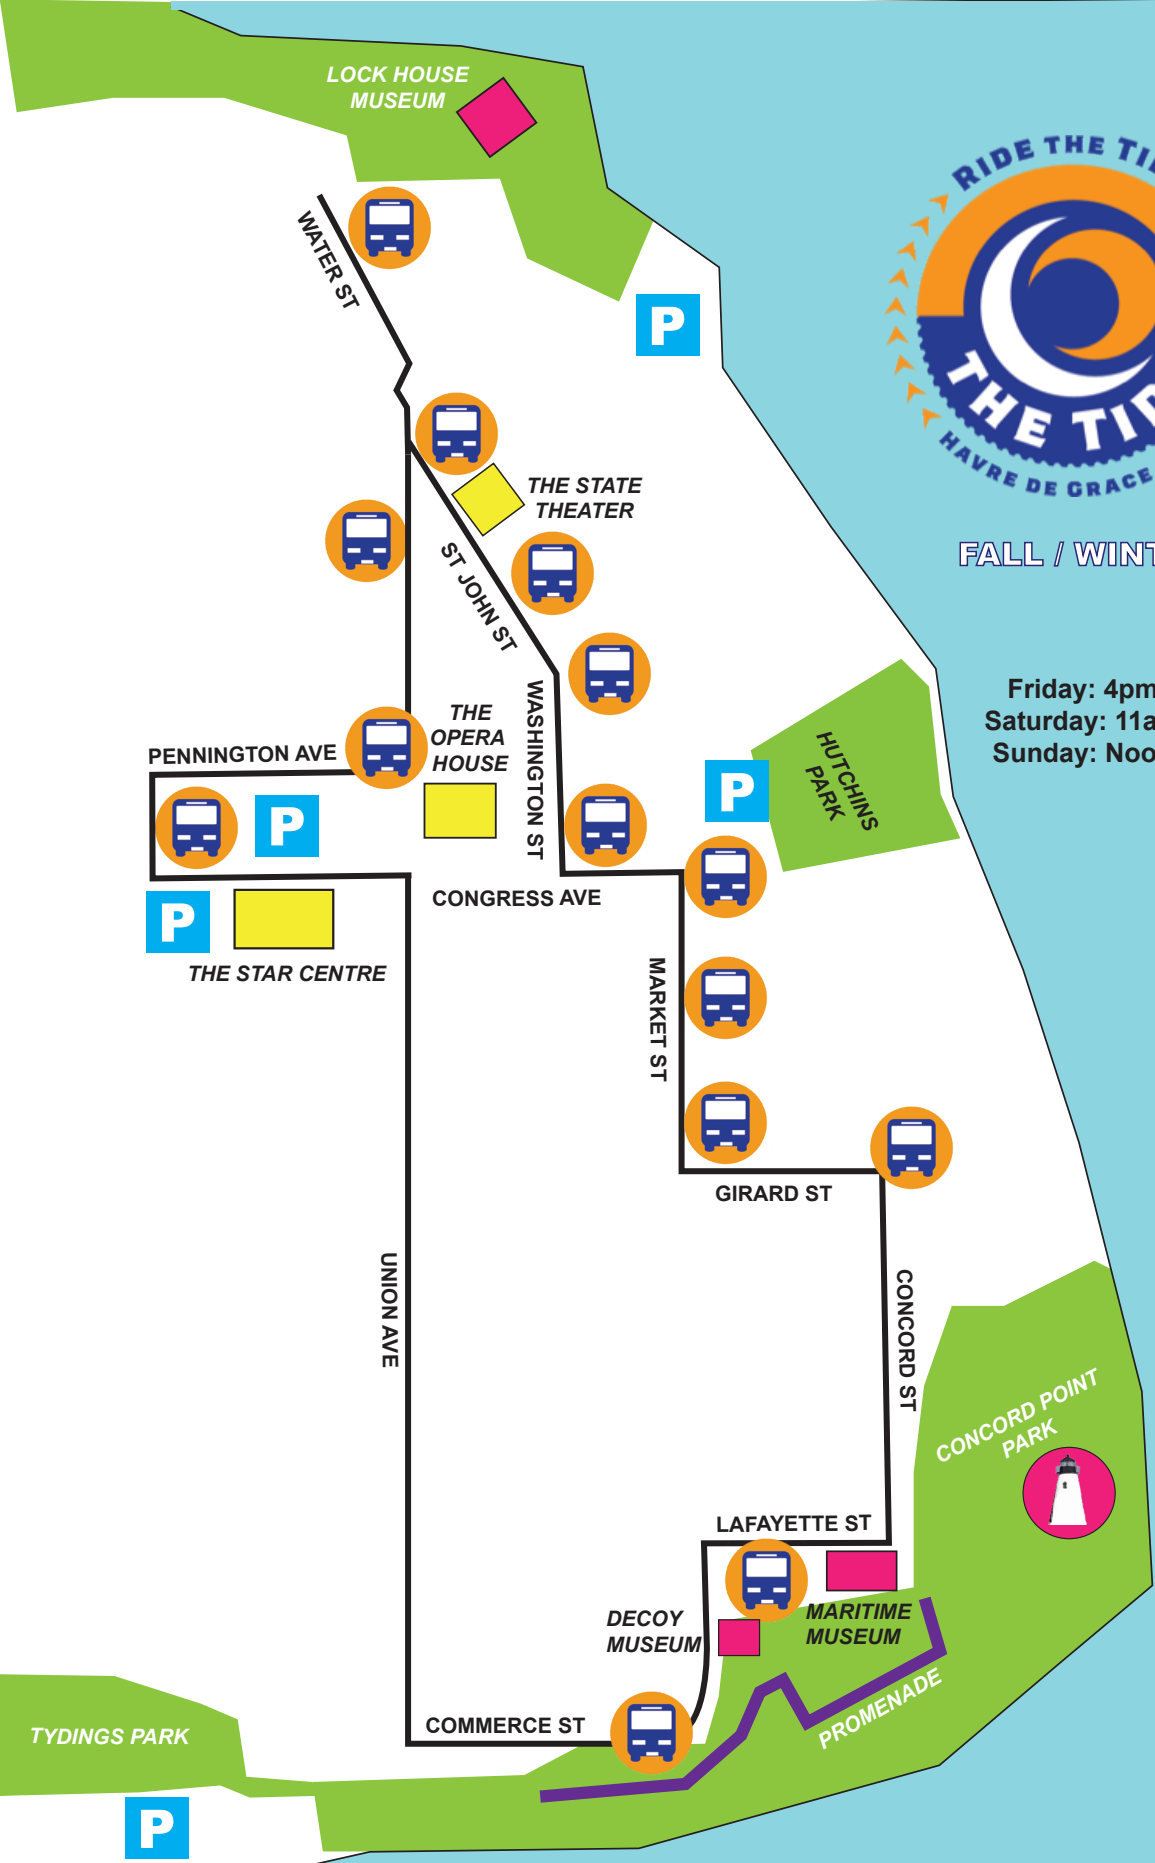 LOCK HOUSE
MUSEUM
RIDE THE
WATER ST
P
THE TID
HAVRE DE GRACE
THE STATE
THEATER
FALL / WINT
ST JOHN ST
WASHINGTON ST
Friday: 4pm
Saturday: 11a
Sunday: Noo
THE
OPERA
HOUSE
PENNINGTON AVE
HUTCHINS
PARK
P
P
CONGRESS AVE
P
THE STAR CENTRE
MARKET ST
GIRARD ST
UNION AVE
CONCORD ST
CONCORD POINT
PARK
LAFAYETTE ST
DECOY
MUSEUM
MARITIME
MUSEUM
PROMENADE
COMMERCE ST
TYDINGS PARK
P